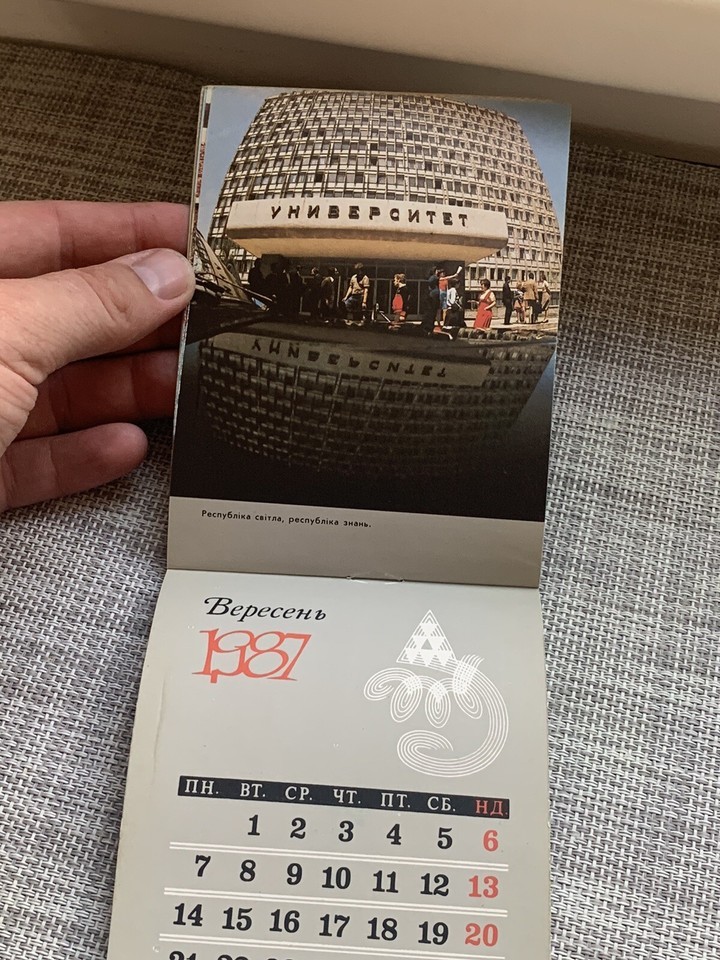 УНИВЕРСИТЕТ
Республіка світла, республіка знань.
Вересень
1987
ПН. ВТ. СР. ЧТ. ПТ. СБ. НД.
1 2 3 4 5 6
7 8 9 10 11 12 13
14 15 16 17 18 19 20